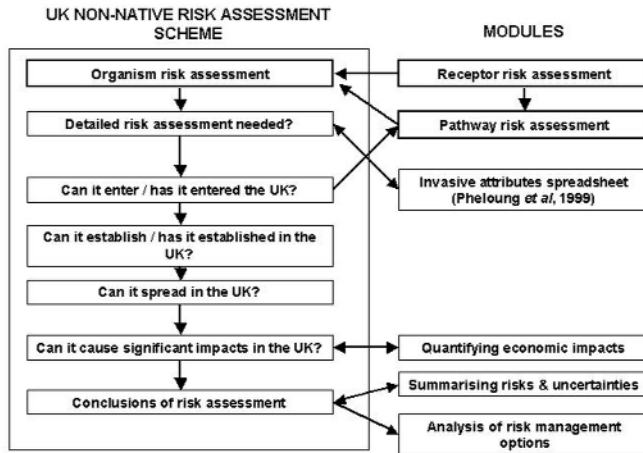 UK NON-NATIVE RISK ASSESSMENT
SCHEME
Organism risk assessment
Detailed risk assessment needed?
Can it enter / has it entered the UK?
Can it establish / has it established in the
UK?
Can it spread in the UK?
Can it cause significant impacts in the UK?
Conclusions of risk assessment
MODULES
Receptor risk assessment
Pathway risk assessment
Invasive attributes spreadsheet
(Pheloung et al, 1999)
Quantifying economic impacts
Summarising risks & uncertainties
Analysis of risk management
options